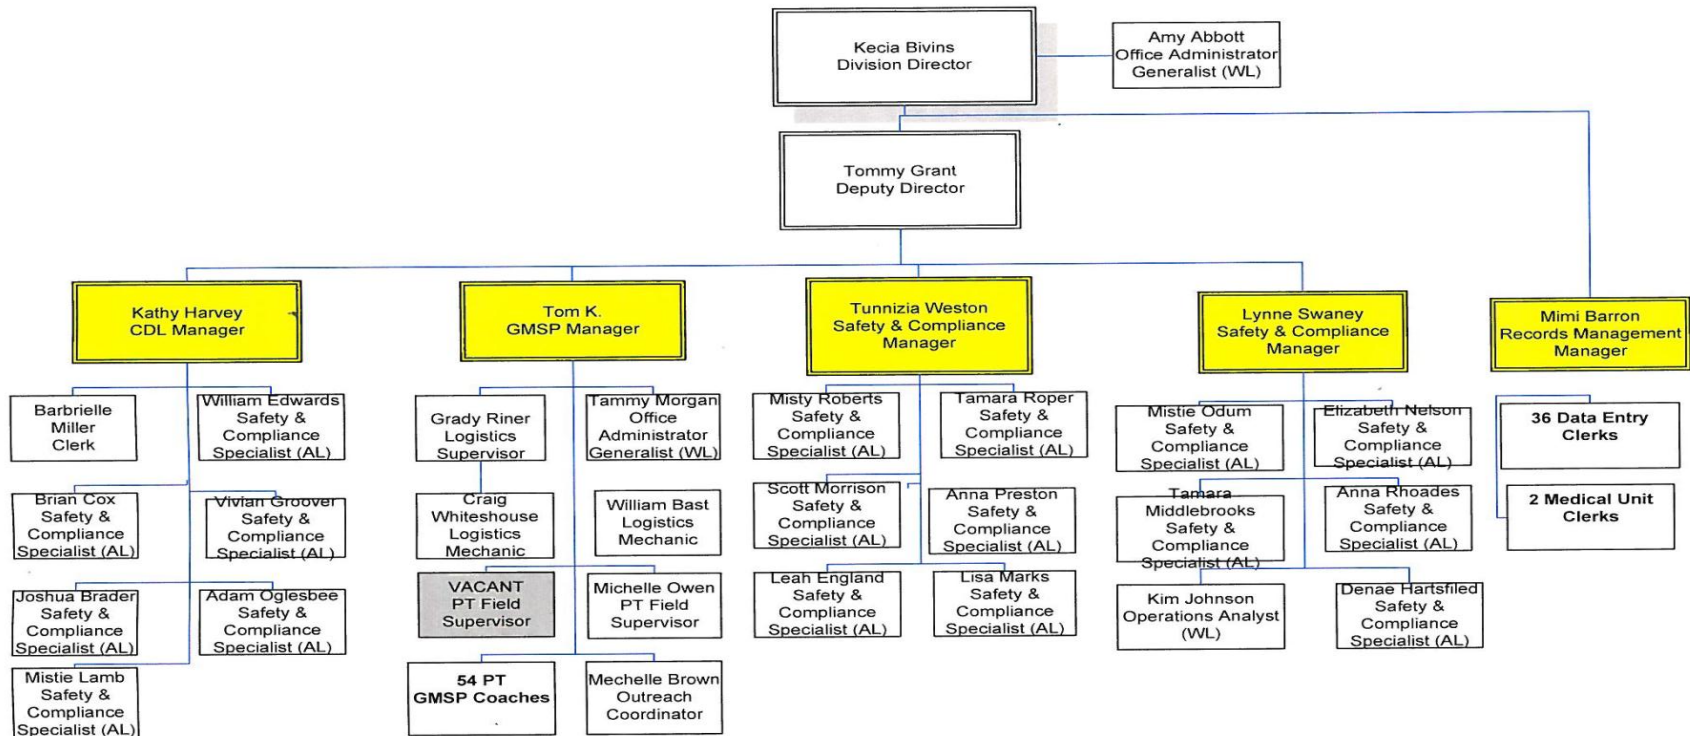 Kecia Bivins
Division Director
Amy Abbott
Office Administrator
Generalist (WL)
Tommy Grant
Deputy Director
Kathy Harvey
CDL Manager
Tom K.
GMSP Manager
Tunnizia Weston
Safety & Compliance
Manager
Lynne Swaney
Safety & Compliance
Manager
Mimi Barron
Records Management
Manager
Barbrielle
Miller
Clerk
William Edwards
Safety &
Compliance
Specialist (AL)
Brian Cox
Safety &
Compliance
Specialist (AL)
Vivian Groover
Safety &
Compliance
Specialist (AL)
Joshua Brader
Safety &
Compliance
Specialist (AL)
Adam Oglesbee
Safety &
Compliance
Specialist (AL)
Mistie Lamb
Safety &
Compliance
Specialist (AL)
Grady Riner
Logistics
Supervisor
Tammy Morgan
Office
Administrator
Generalist (WL)
Craig
Whiteshouse
Logistics
Mechanic
William Bast
Logistics
Mechanic
VACANT
PT Field
Supervisor
Michelle Owen
PT Field
Supervisor
54 PT
GMSP Coaches
Mechelle Brown
Outreach
Coordinator
Misty Roberts
Safety &
Compliance
Specialist (AL)
Tamara Roper
Safety &
Compliance
Specialist (AL)
Scott Morrison
Safety &
Compliance
Specialist (AL)
Anna Preston
Safety &
Compliance
Specialist (AL)
Leah England
Safety &
Compliance
Specialist (AL)
Lisa Marks
Safety &
Compliance
Specialist (AL)
Mistie Odum
Safety &
Compliance
Specialist (AL)
Elizabeth Nelson
Safety &
Compliance
Specialist (AL)
Tamara
Middlebrooks
Safety &
Compliance
Specialist (AL)
Anna Rhoades
Safety &
Compliance
Specialist (AL)
Kim Johnson
Operations Analyst
(WL)
Denae Hartsfiled
Safety &
Compliance
Specialist (AL)
36 Data Entry
Clerks
2 Medical Unit
Clerks